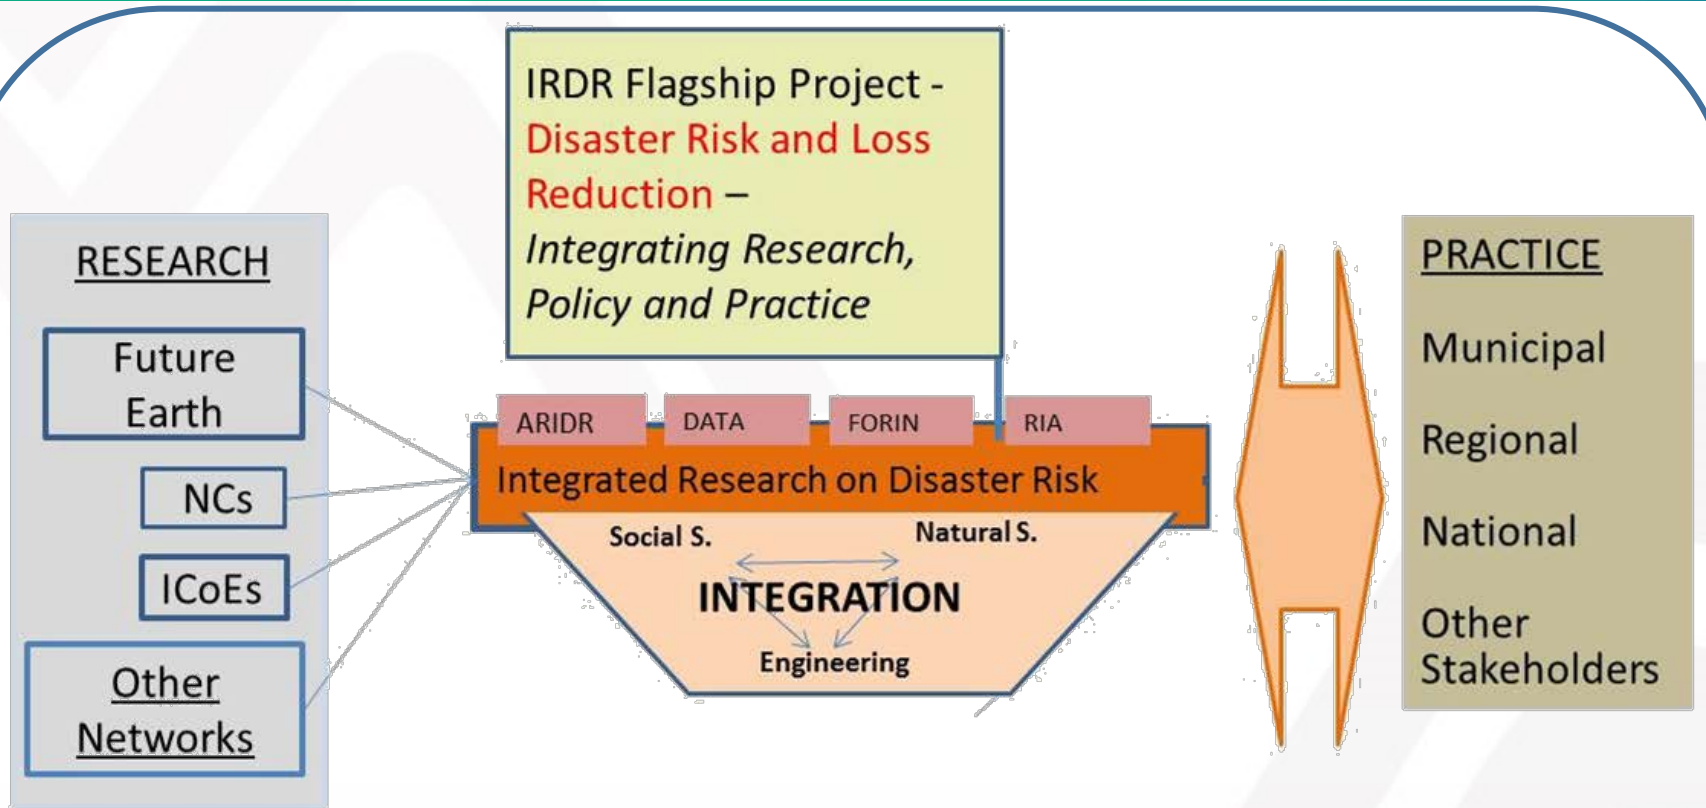 IRDR Flagship Project -
Disaster Risk and Loss
Reduction –
Integrating Research,
Policy and Practice
RESEARCH
Future
Earth
NCs
ICoEs
Other
Networks
ARIDR
DATA
FORIN
RIA
Integrated Research on Disaster Risk
Social S.
Natural S.
INTEGRATION
Engineering
PRACTICE
Municipal
Regional
National
Other
Stakeholders